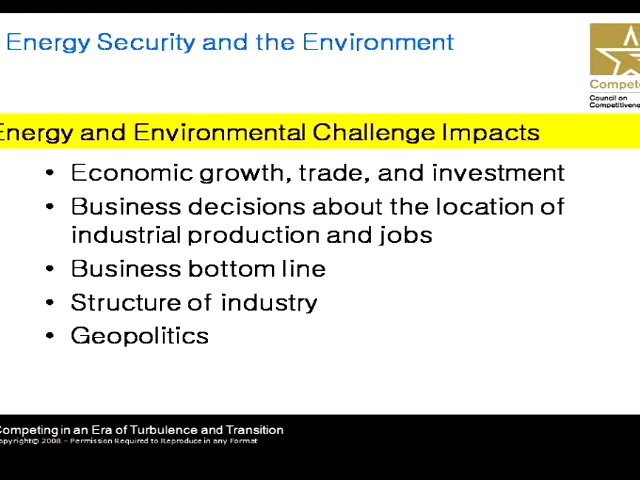 Energy Security and the Environment
Council on
Energy and Environmental Challenge Impacts
• Economic growth, trade, and investment
• Business decisions about the location of
industrial production and jobs
• Business bottom line
• Structure of industry
• Geopolitics
Competing in an Era of Turbulence and Transition
Copyright© 2008 – Permission Required to Reproduce in any Format